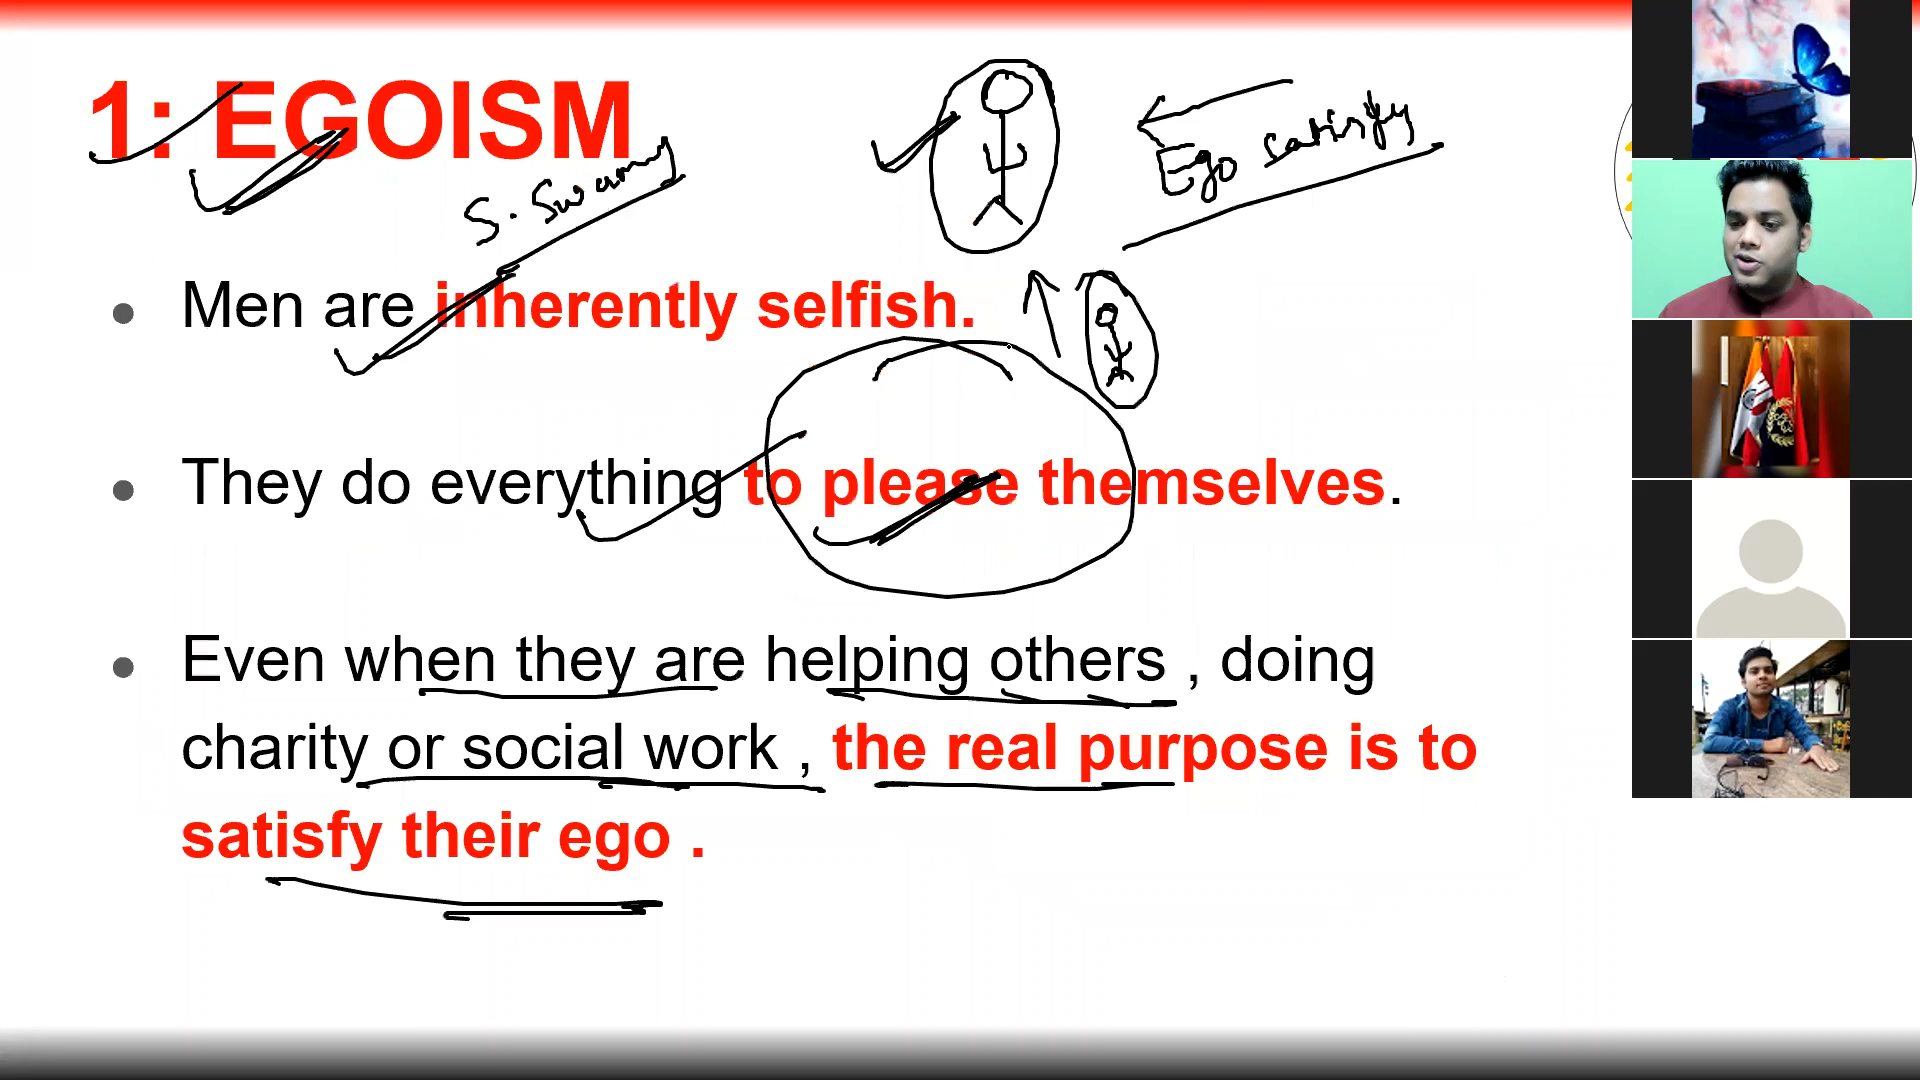 1: EGOISM
S. Swamy
Ego satisfy
Men are inherently selfish.
They do everything to please themselves.
Even when they are helping others , doing
charity or social work , the real purpose is to
satisfy their ego .